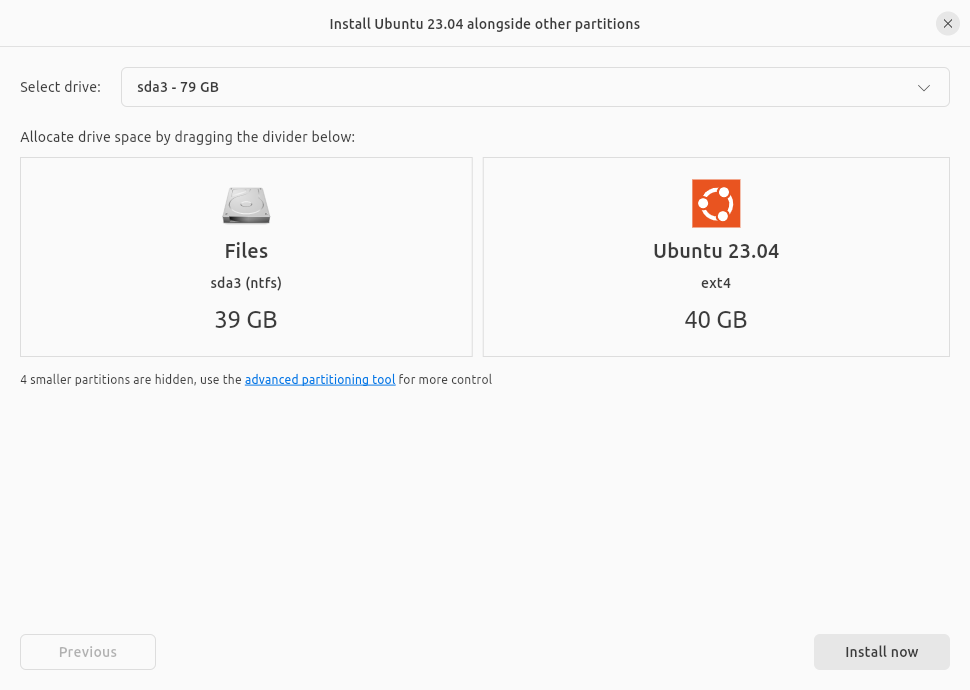 Install Ubuntu 23.04 alongside other partitions
Select drive: sda3 - 79 GB
Allocate drive space by dragging the divider below:
Files
sda3 (ntfs)
39 GB
Ubuntu 23.04
ext4
40 GB
4 smaller partitions are hidden, use the advanced partitioning tool for more control
Previous
Install now